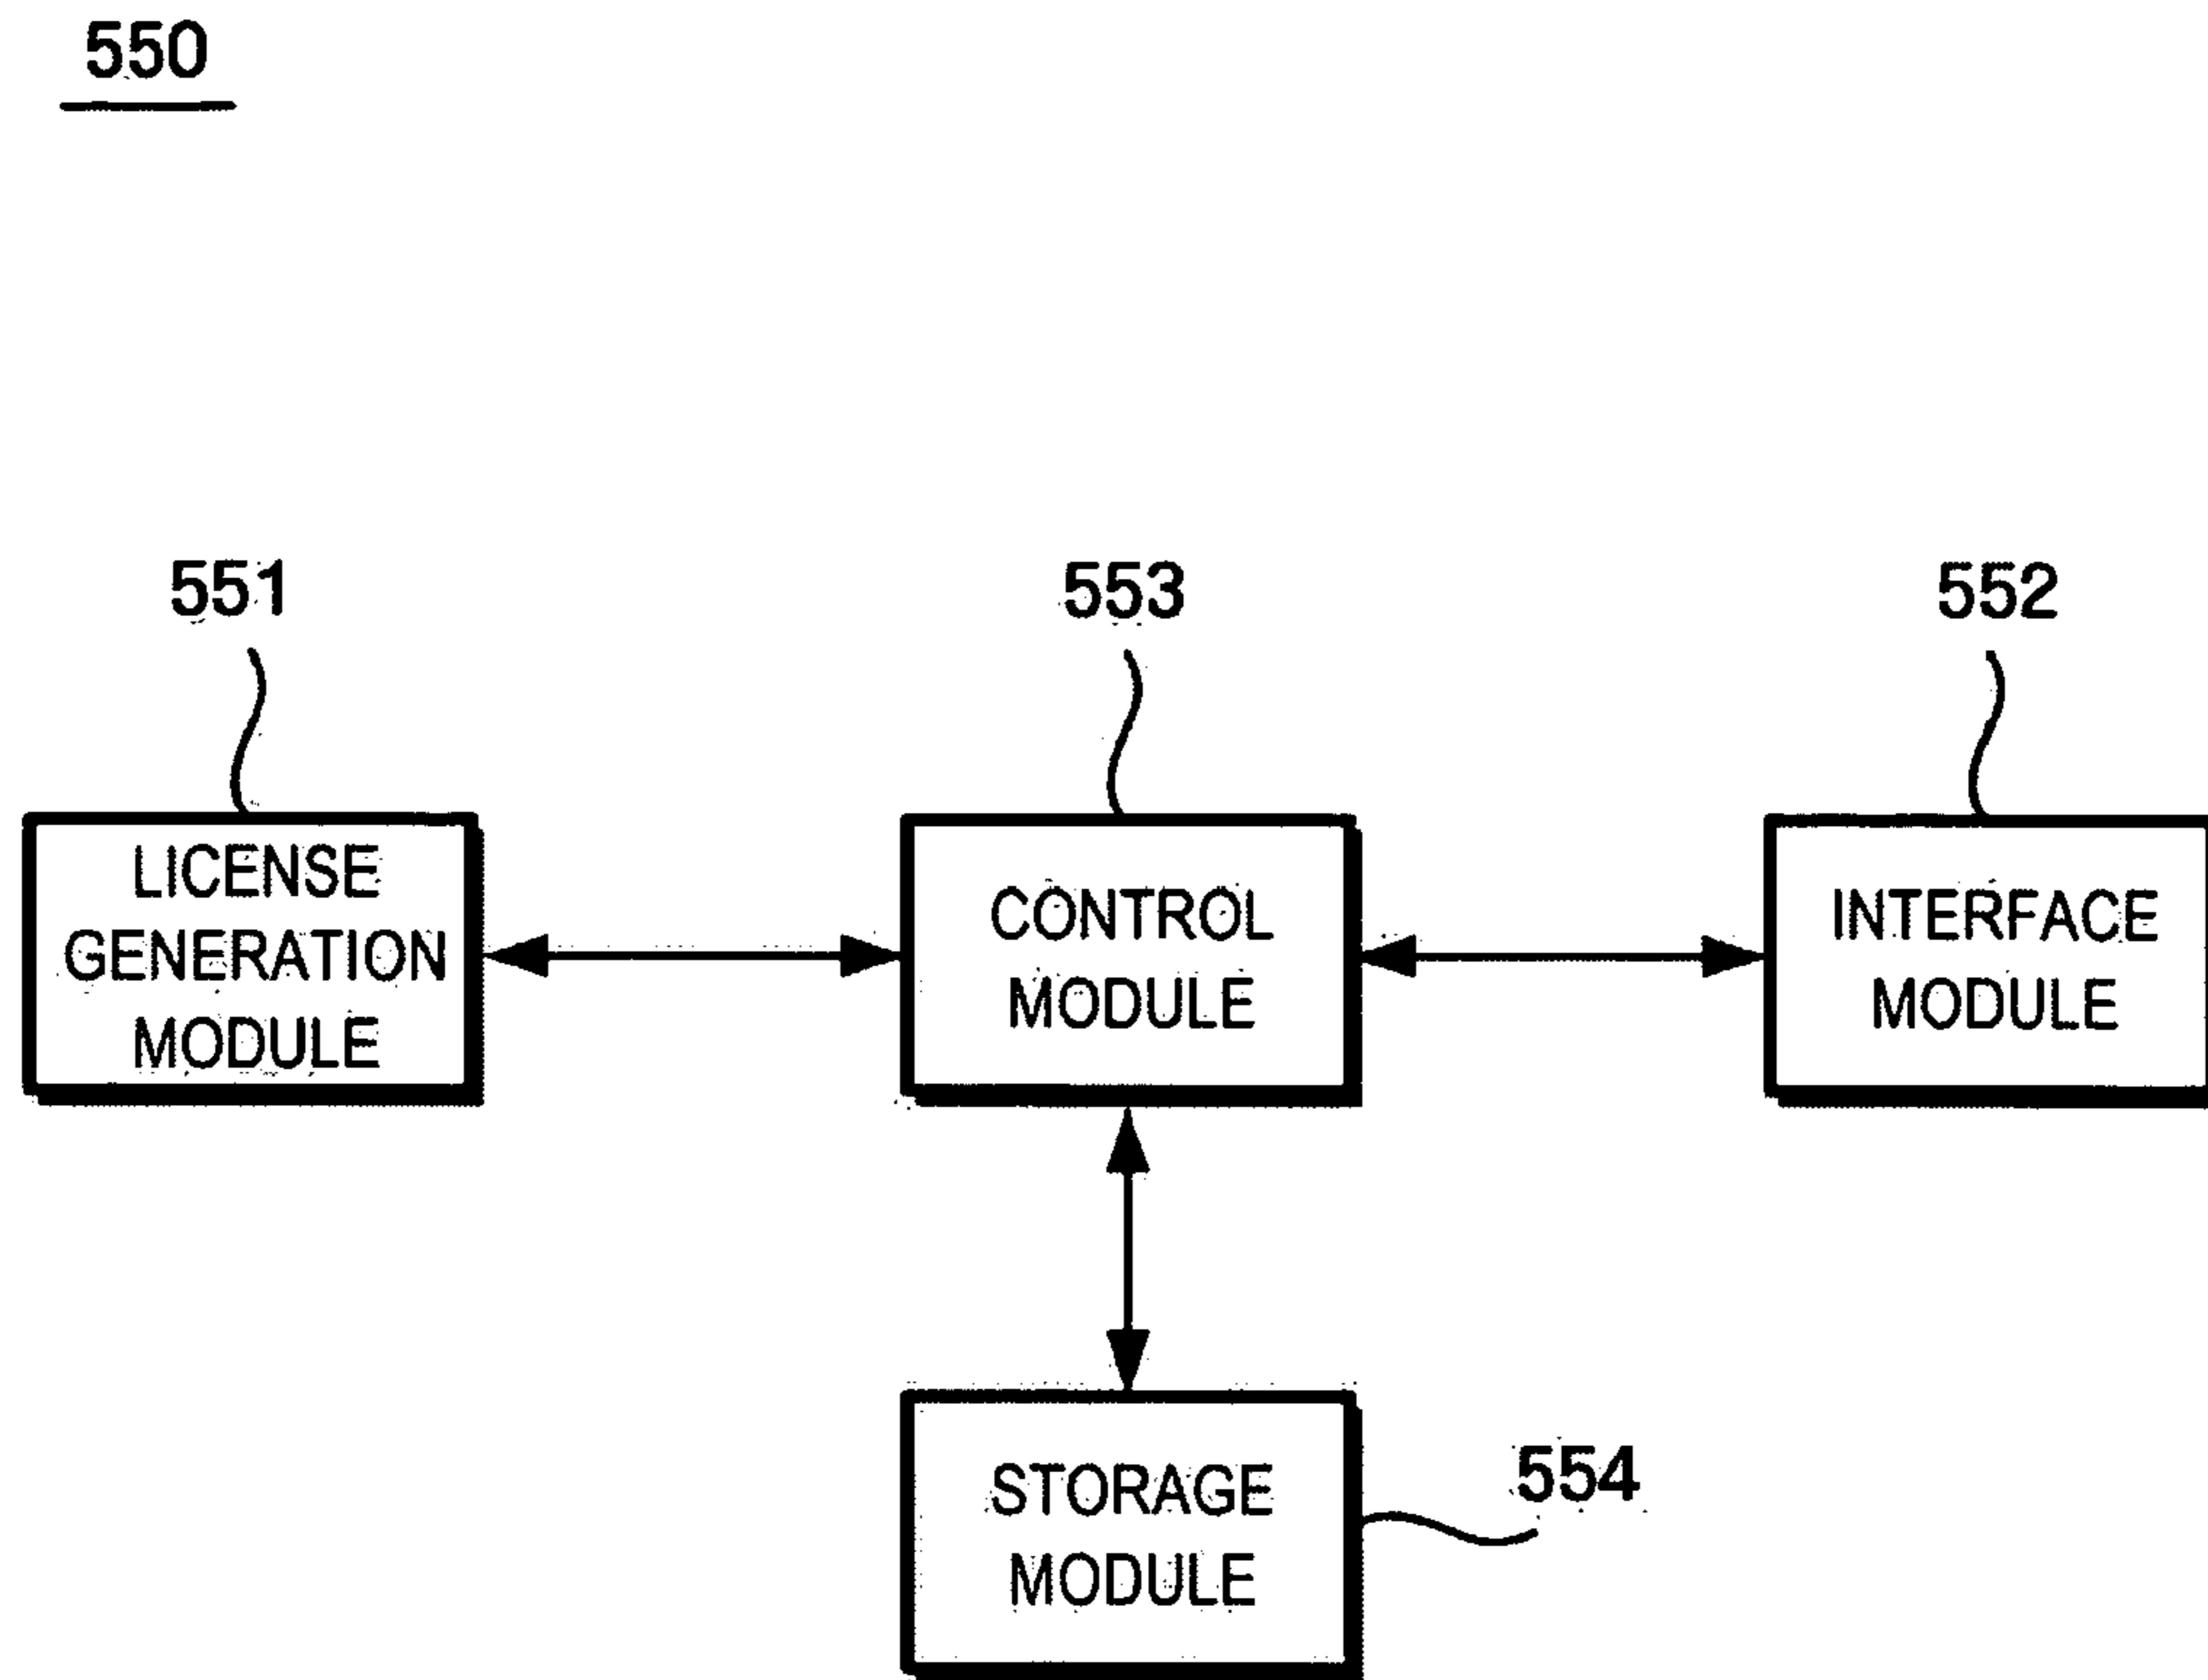 550
551
553
552
LICENSE
GENERATION
MODULE
CONTROL
MODULE
INTERFACE
MODULE
STORAGE
MODULE
554